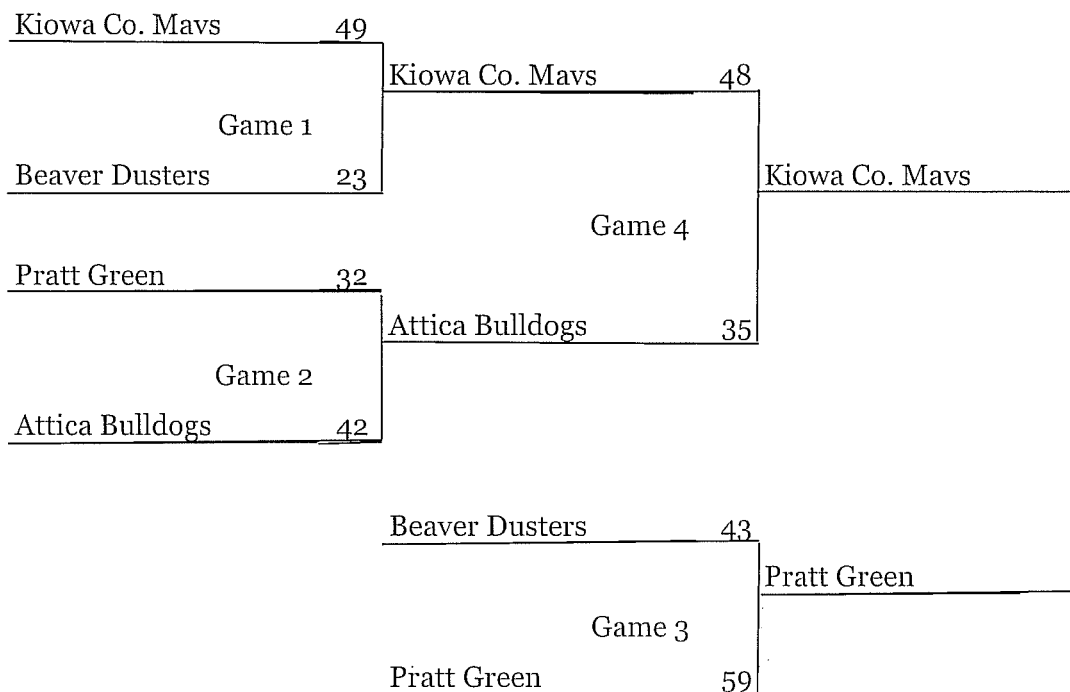 Kiowa Co. Mavs 49
Kiowa Co. Mavs 48
Game 1
Beaver Dusters 23
Kiowa Co. Mavs
Game 4
Pratt Green 32
Attica Bulldogs 35
Game 2
Attica Bulldogs 42
Beaver Dusters 43
Pratt Green
Game 3
Pratt Green 59